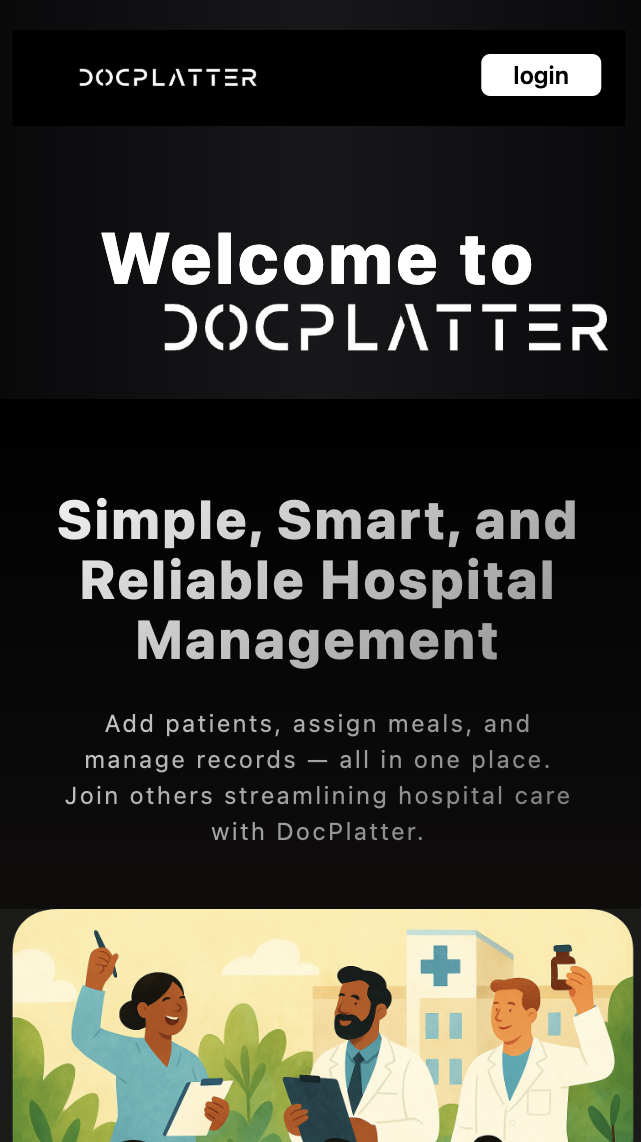 DOCPLATTER
login
Welcome to
DOCPLATTER
Simple, Smart, and
Reliable Hospital
Management
Add patients, assign meals, and
manage records — all in one place.
Join others streamlining hospital care
with DocPlatter.